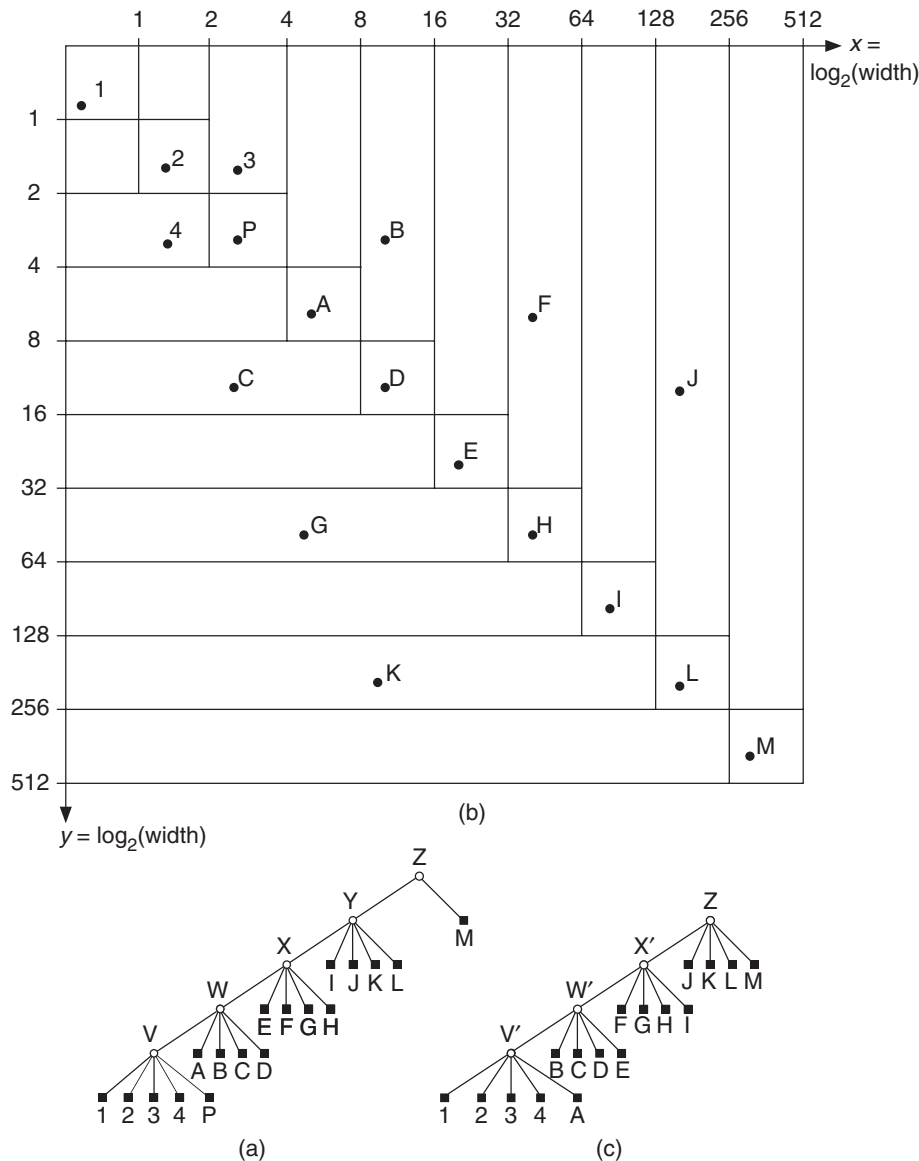 1 2 4 8 16 32 64 128 256 512
x =
log2(width)
1
1
2 3
2
4 P B
4
A F
8
C D J
16
E
32
G H
64
I
128
K L
256
M
512
(b)
y = log2(width)
Z
Y Z
M
X X′
I J K L J K L M
W W′
E F G H F G H I
V V′
A B C D B C D E
1 2 3 4 P 1 2 3 4 A
(a) (c)